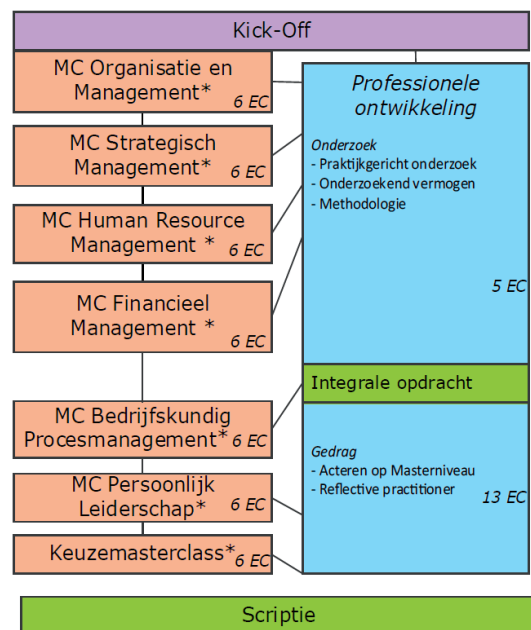 Kick-Off
MC Organisatie en
Management*
6 EC
MC Strategisch
Management*
6 EC
MC Human Resource
Management *
6 EC
MC Financieel
Management *
6 EC
MC Bedrijfskundig
Procesmanagement*
6 EC
MC Persoonlijk
Leiderschap*
6 EC
Keuzemasterclass*
6 EC
Professionele
ontwikkeling
Onderzoek
- Praktijkgericht onderzoek
- Onderzoekend vermogen
- Methodologie
5 EC
Integrale opdracht
Gedrag
- Acteren op Masterniveau
- Reflective practitioner
13 EC
Scriptie